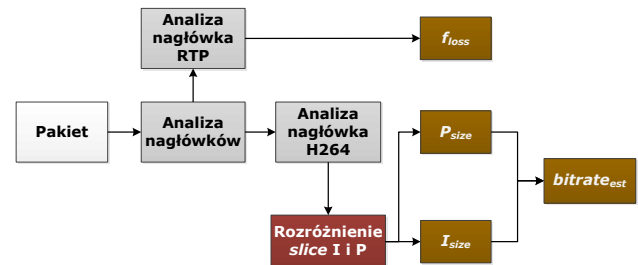 Analiza
nagłówka
RTP
f_loss
Pakiet
Analiza
nagłówków
Analiza
nagłówka
H264
P_size
bitrate_est
Rozróżnienie
slice I i P
I_size